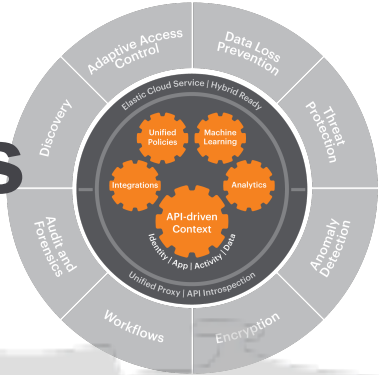 s
Adaptive Access
Control
Data Loss
Prevention
Threat
Protection
Anomaly
Detection
Encryption
Workflows
Audit and
Forensics
Discovery
Elastic Cloud Service | Hybrid Ready
Unified
Policies
Machine
Learning
Integrations
Analytics
API-driven
Context
Identity | App | Activity | Data
Unified Proxy | API Introspection